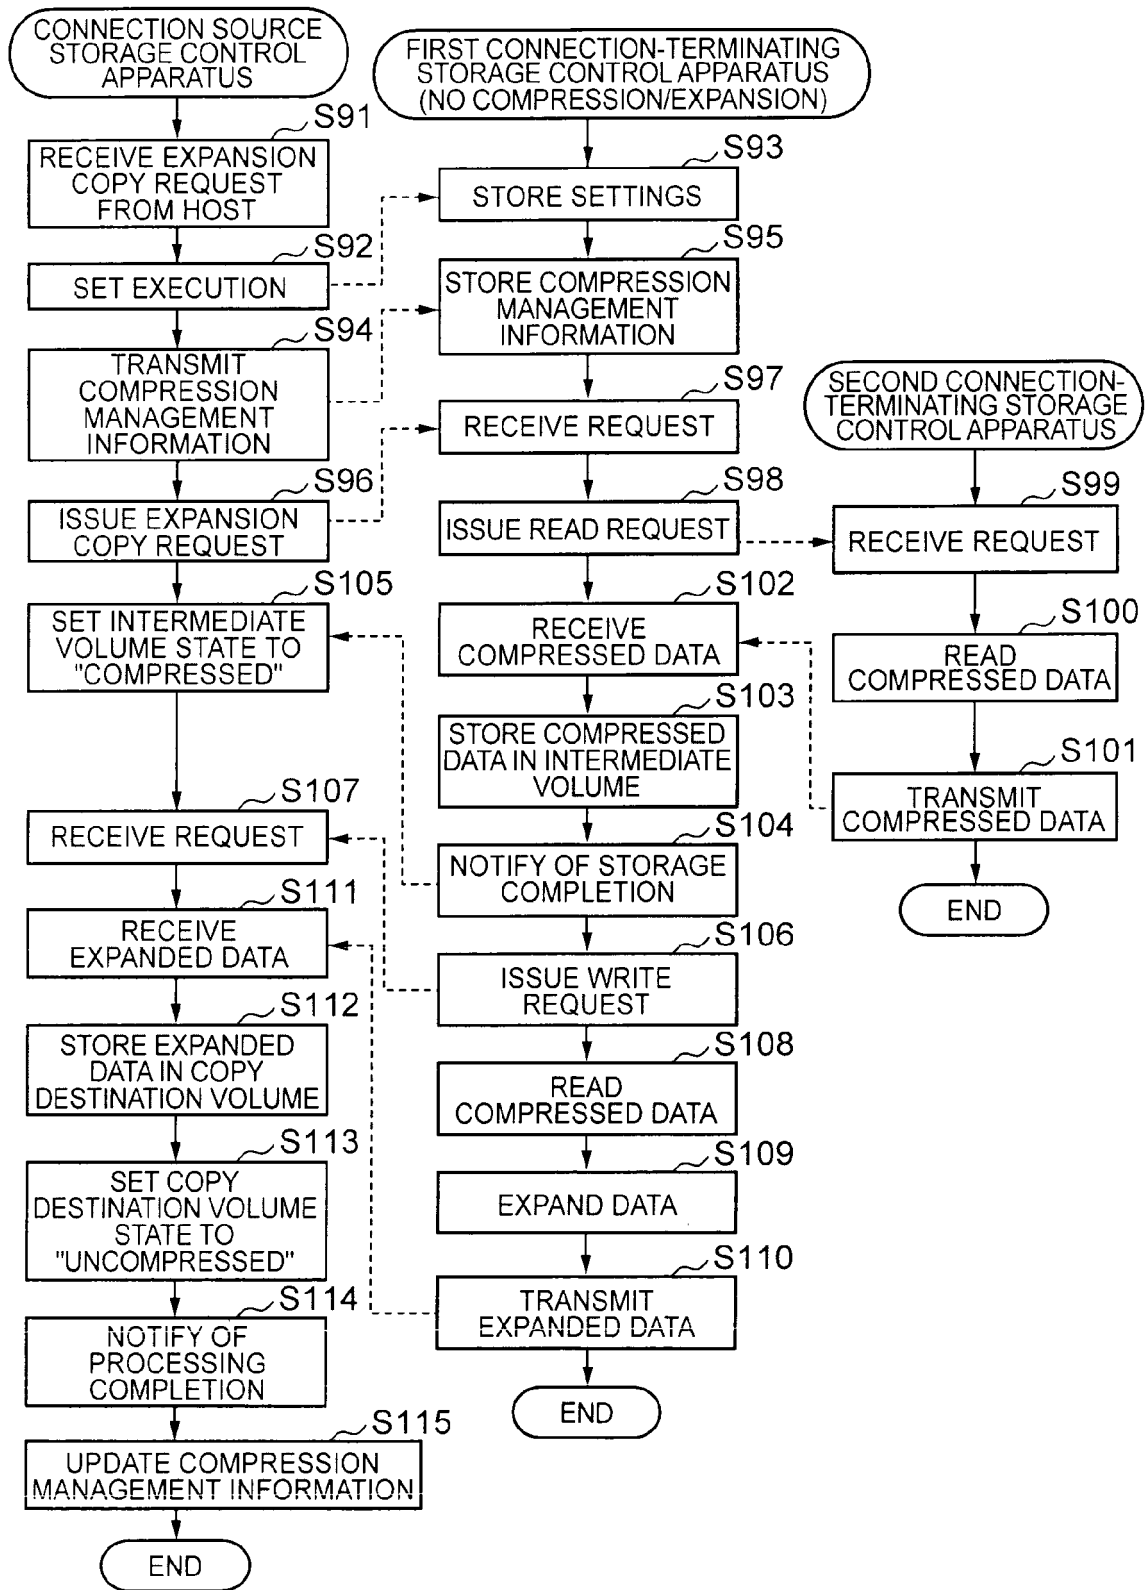 CONNECTION SOURCE
STORAGE CONTROL
APPARATUS
S91
RECEIVE EXPANSION
COPY REQUEST
FROM HOST
S92
SET EXECUTION
S94
TRANSMIT
COMPRESSION
MANAGEMENT
INFORMATION
S96
ISSUE EXPANSION
COPY REQUEST
S105
SET INTERMEDIATE
VOLUME STATE TO
"COMPRESSED"
S107
RECEIVE REQUEST
S111
RECEIVE
EXPANDED DATA
S112
STORE EXPANDED
DATA IN COPY
DESTINATION VOLUME
S113
SET COPY
DESTINATION VOLUME
STATE TO
"UNCOMPRESSED"
S114
NOTIFY OF
PROCESSING
COMPLETION
S115
UPDATE COMPRESSION
MANAGEMENT INFORMATION
END
FIRST CONNECTION-TERMINATING
STORAGE CONTROL APPARATUS
(NO COMPRESSION/EXPANSION)
S93
STORE SETTINGS
S95
STORE COMPRESSION
MANAGEMENT
INFORMATION
S97
RECEIVE REQUEST
S98
ISSUE READ REQUEST
S102
RECEIVE
COMPRESSED DATA
S103
STORE COMPRESSED
DATA IN INTERMEDIATE
VOLUME
S104
NOTIFY OF STORAGE
COMPLETION
S106
ISSUE WRITE
REQUEST
S108
READ
COMPRESSED DATA
S109
EXPAND DATA
S110
TRANSMIT
EXPANDED DATA
END
SECOND CONNECTION-
TERMINATING STORAGE
CONTROL APPARATUS
S99
RECEIVE REQUEST
S100
READ
COMPRESSED DATA
S101
TRANSMIT
COMPRESSED DATA
END